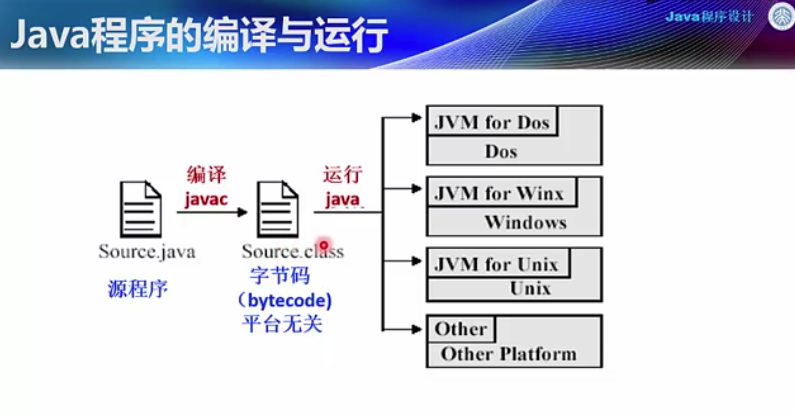 Java程序设计
Java程序的编译与运行
编译
javac
运行
java
Source.java
源程序
Source.class
字节码
（bytecode)
平台无关
JVM for Dos
Dos
JVM for Winx
Windows
JVM for Unix
Unix
Other
Other Platform